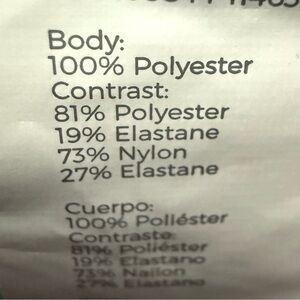 Body:
100% Polyester
Contrast:
81% Polyester
19% Elastane
73% Nylon
27% Elastane
Cuerpo:
100% Poliéster
Contraste:
81% Poliéster
19% Elastano
73% Nailon
27% Elastano